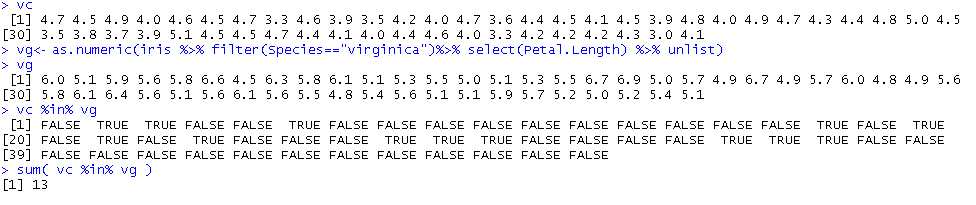 > vc
[1] 4.7 4.5 4.9 4.0 4.6 4.5 4.7 3.3 4.6 3.9 3.5 4.2 4.0 4.7 3.6 4.4 4.5 4.1 4.5 3.9 4.8 4.0 4.9 4.7 4.3 4.4 4.8 5.0 4.5
[30] 3.5 3.8 3.7 3.9 5.1 4.5 4.5 4.7 4.4 4.1 4.0 4.4 4.6 4.0 3.3 4.2 4.2 4.2 4.3 3.0 4.1
> vg<- as.numeric(iris %>% filter(Species=="virginica")%>% select(Petal.Length) %>% unlist)
> vg
[1] 6.0 5.1 5.9 5.6 5.8 6.6 4.5 6.3 5.8 6.1 5.1 5.3 5.5 5.0 5.1 5.3 5.5 6.7 6.9 5.0 5.7 4.9 6.7 4.9 5.7 6.0 4.8 4.9 5.6
[30] 5.8 6.1 6.4 5.6 5.1 5.6 6.1 5.6 5.5 4.8 5.4 5.6 5.1 5.1 5.9 5.7 5.2 5.0 5.2 5.4 5.1
> vc %in% vg
[1] FALSE TRUE TRUE FALSE FALSE TRUE FALSE FALSE FALSE FALSE FALSE FALSE FALSE FALSE FALSE FALSE TRUE FALSE TRUE
[20] FALSE TRUE FALSE TRUE FALSE FALSE FALSE TRUE TRUE TRUE FALSE FALSE FALSE FALSE TRUE TRUE TRUE FALSE FALSE
[39] FALSE FALSE FALSE FALSE FALSE FALSE FALSE FALSE FALSE FALSE FALSE FALSE
> sum( vc %in% vg )
[1] 13